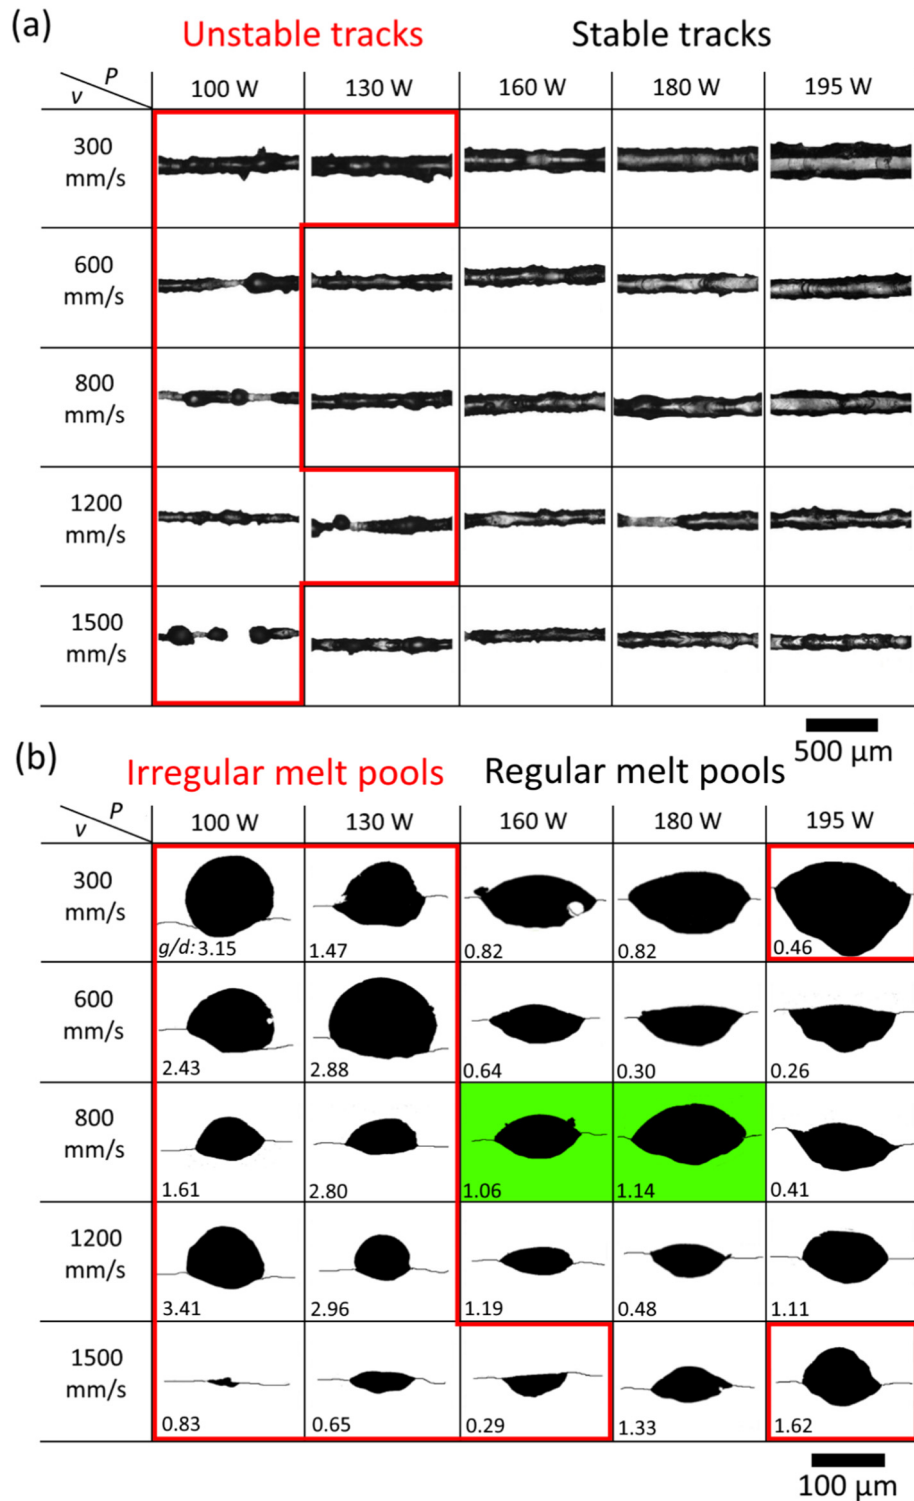 (a)
Unstable tracks Stable tracks
P
v
100 W 130 W 160 W 180 W 195 W
300
mm/s
600
mm/s
800
mm/s
1200
mm/s
1500
mm/s
500 µm
(b)
Irregular melt pools Regular melt pools
P
v
100 W 130 W 160 W 180 W 195 W
300
mm/s
g/d: 3.15 1.47 0.82 0.82 0.46
600
mm/s
2.43 2.88 0.64 0.30 0.26
800
mm/s
1.61 2.80 1.06 1.14 0.41
1200
mm/s
3.41 2.96 1.19 0.48 1.11
1500
mm/s
0.83 0.65 0.29 1.33 1.62
100 µm